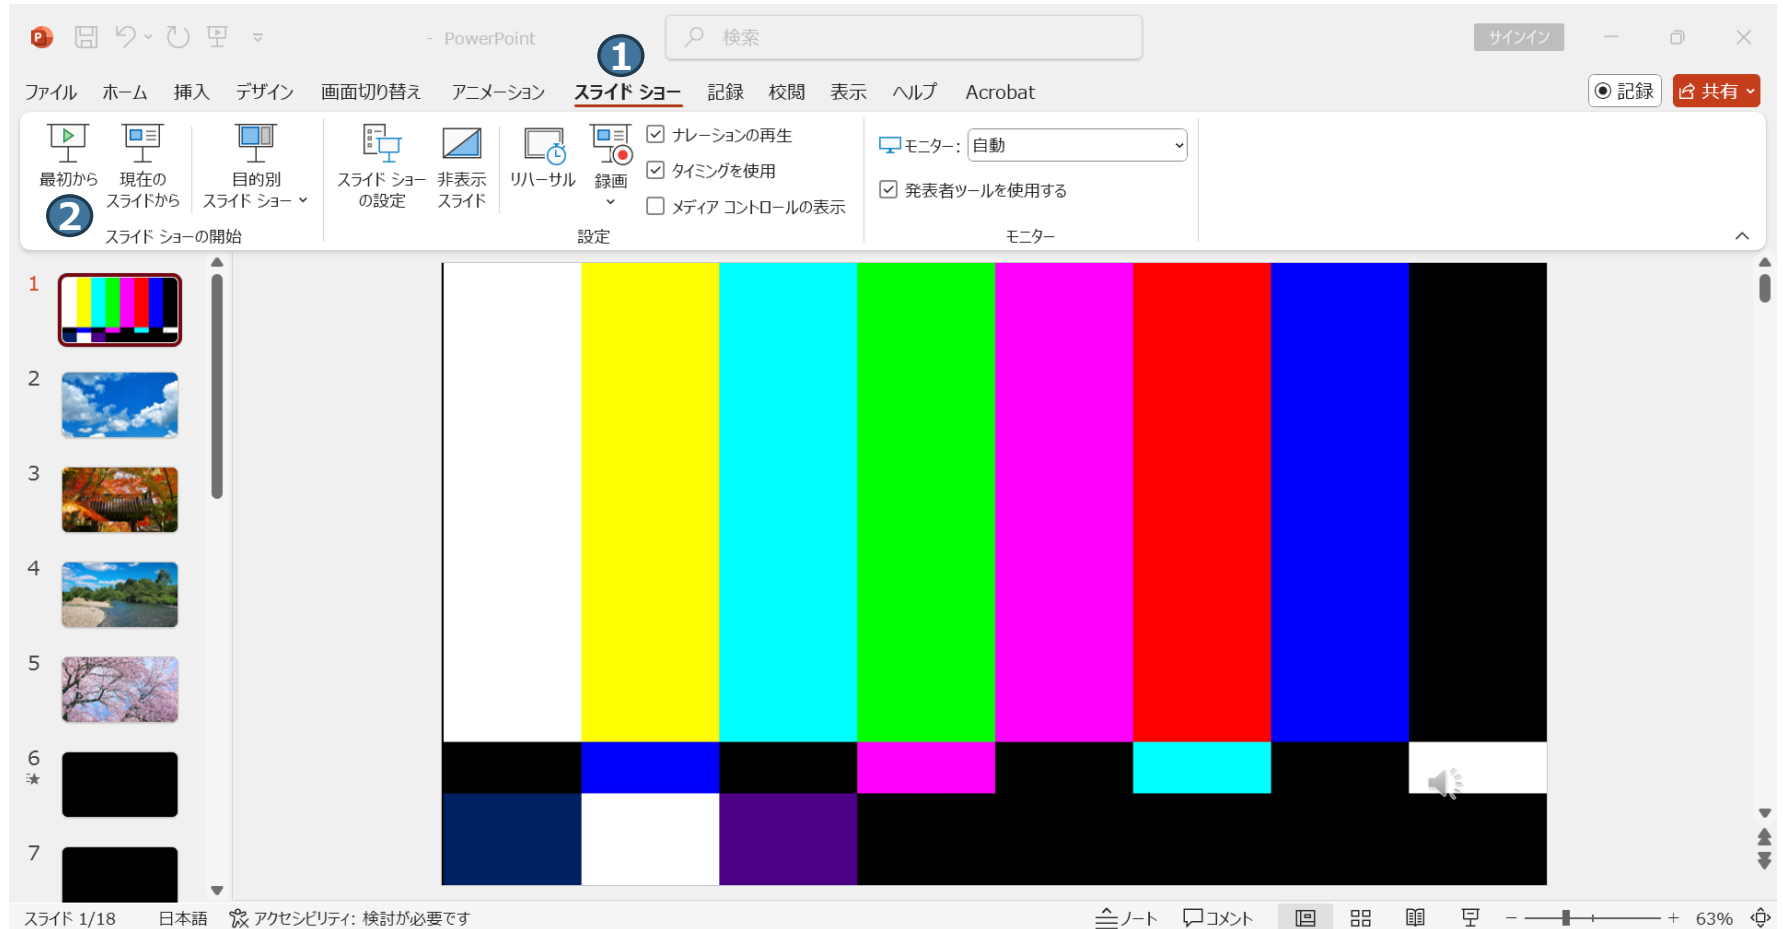 - PowerPoint
検索
サインイン
1
ファイル ホーム 挿入 デザイン 画面切り替え アニメーション スライド ショー 記録 校閲 表示 ヘルプ Acrobat
記録 共有
最初から
現在の
スライドから
目的別
スライド ショー
スライド ショー
の設定
非表示
スライド
リハーサル
録画
ナレーションの再生
タイミングを使用
メディア コントロールの表示
モニター: 自動
発表者ツールを使用する
2
スライド ショーの開始
設定
モニター
1
2
3
4
5
6
7
スライド 1/18 日本語 アクセシビリティ: 検討が必要です ノート コメント 63%